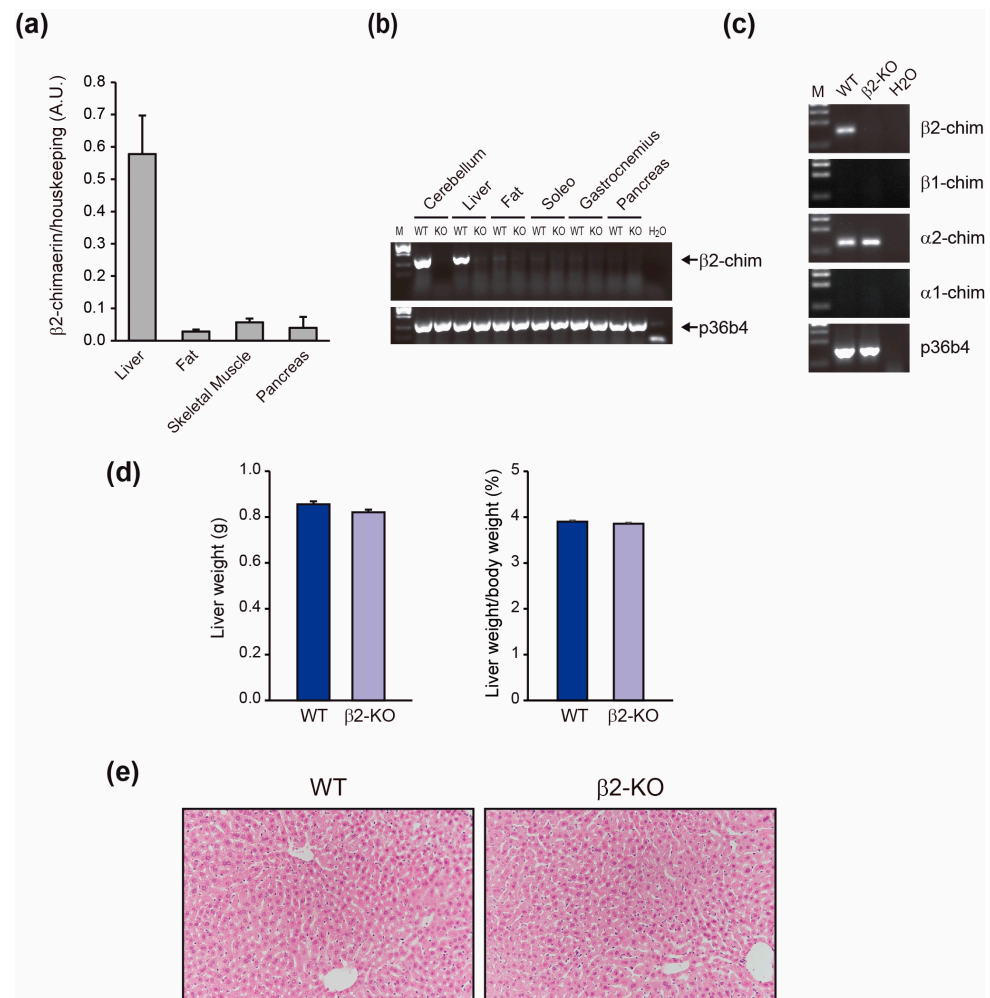 (a)
β2-chimaerin/houskeeping (A.U.)
0.8
0.7
0.6
0.5
0.4
0.3
0.2
0.1
0.0
Liver
Fat
Skeletal Muscle
Pancreas
(b)
Cerebellum
Liver
Fat
Soleo
Gastrocnemius
Pancreas
M WT KO WT KO WT KO WT KO WT KO WT KO H2O
β2-chim
p36b4
(c)
M WT β2-KO H2O
β2-chim
β1-chim
α2-chim
α1-chim
p36b4
(d)
Liver weight (g)
1.0
0.8
0.6
0.4
0.2
0.0
WT β2-KO
Liver weight/body weight (%)
5
4
3
2
1
0
WT β2-KO
(e)
WT β2-KO